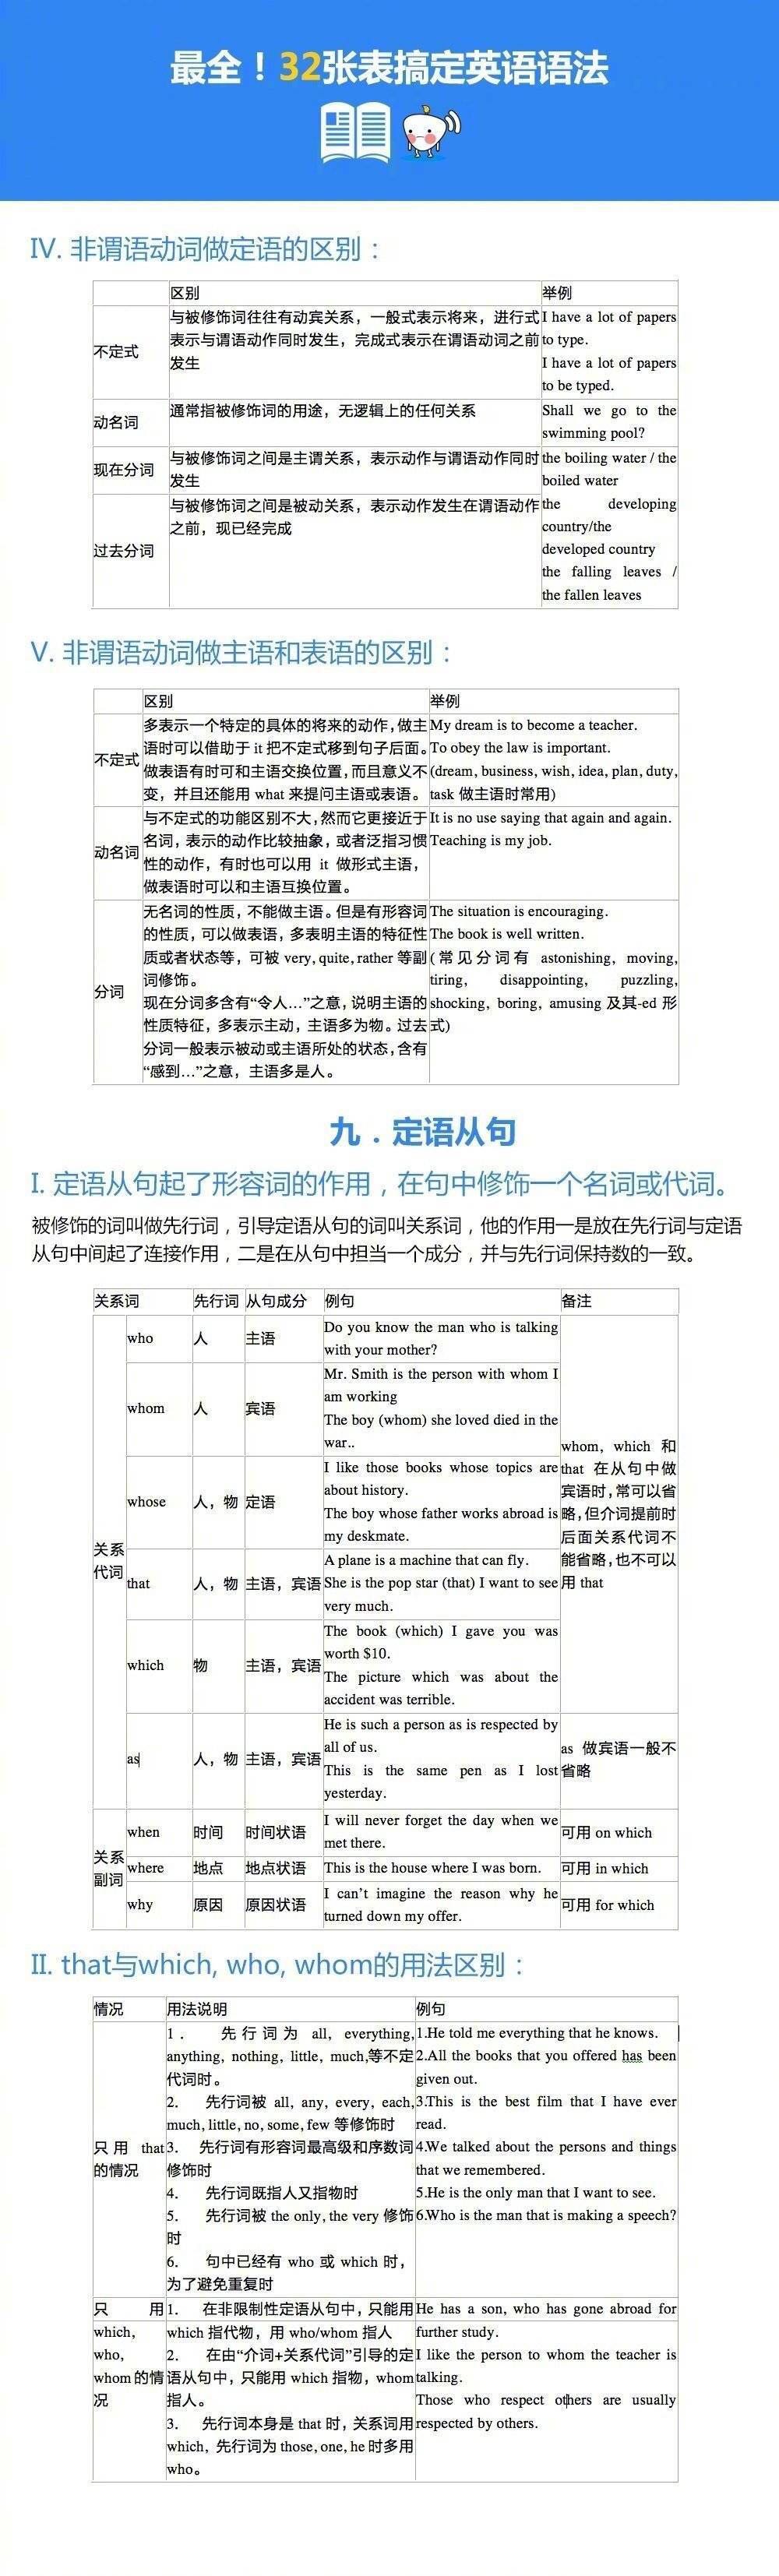 最全！32张表搞定英语语法
IV. 非谓语动词做定语的区别：
区别 举例
不定式
与被修饰词往往有动宾关系，一般式表示将来，进行式
表示与谓语动作同时发生，完成式表示在谓语动词之前
发生
I have a lot of papers
to type.
I have a lot of papers
to be typed.
动名词
通常指被修饰词的用途，无逻辑上的任何关系
Shall we go to the
swimming pool?
现在分词
与被修饰词之间是主谓关系，表示动作与谓语动作同时
发生
the boiling water / the
boiled water
the developing
country/the
developed country
the falling leaves /
the fallen leaves
过去分词
与被修饰词之间是被动关系，表示动作发生在谓语动作
之前，现已经完成
V. 非谓语动词做主语和表语的区别：
区别 举例
不定式
多表示一个特定的具体的将来的动作，做主
语时可以借助于 it 把不定式移到句子后面。
做表语有时可和主语交换位置，而且意义不
变，并且还能用 what 来提问主语或表语。
My dream is to become a teacher.
To obey the law is important.
(dream, business, wish, idea, plan, duty,
task 做主语时常用)
动名词
与不定式的功能区别不大，然而它更接近于
名词，表示的动作比较抽象，或者泛指习惯
性的动作，有时也可以用 it 做形式主语，
做表语时可以和主语互换位置。
It is no use saying that again and again.
Teaching is my job.
分词
无名词的性质，不能做主语。但是有形容词
的性质，可以做表语，多表明主语的特征性
质或者状态等，可被 very, quite, rather 等副
词修饰。
现在分词多含有“令人…”之意，说明主语的
性质特征，多表示主动，主语多为物。过去
分词一般表示被动或主语所处的状态，含有
“感到…”之意，主语多是人。
The situation is encouraging.
The book is well written.
(常见分词有 astonishing, moving,
tiring, disappointing, puzzling,
shocking, boring, amusing 及其-ed 形
式)
九．定语从句
I. 定语从句起了形容词的作用，在句中修饰一个名词或代词。
被修饰的词叫做先行词，引导定语从句的词叫关系词，他的作用一是放在先行词与定语
从句中间起了连接作用，二是在从句中担当一个成分，并与先行词保持数的一致。
关系词 先行词 从句成分 例句 备注
关系
代词
who 人 主语
Do you know the man who is talking
with your mother?
whom 人 宾语
Mr. Smith is the person with whom I
am working
The boy (whom) she loved died in the
war..
whose 人，物 定语
I like those books whose topics are
about history.
The boy whose father works abroad is
my deskmate.
that 人，物 主语，宾语
A plane is a machine that can fly.
She is the pop star (that) I want to see
very much.
which 物 主语，宾语
The book (which) I gave you was
worth $10.
The picture which was about the
accident was terrible.
whom, which 和
that 在从句中做
宾语时，常可以省
略，但介词提前时
后面关系代词不
能省略，也不可以
用 that
as 人，物 主语，宾语
He is such a person as is respected by
all of us.
This is the same pen as I lost
yesterday.
as 做宾语一般不
省略
关系
副词
when 时间 时间状语
I will never forget the day when we
met there.
可用 on which
where 地点 地点状语 This is the house where I was born. 可用 in which
why 原因 原因状语
I can’t imagine the reason why he
turned down my offer.
可用 for which
II. that与which, who, whom的用法区别：
情况 用法说明 例句
只用 that
的情况
1. 先行词为 all, everything,
anything, nothing, little, much,等不定
代词时。
2. 先行词被 all, any, every, each,
much, little, no, some, few 等修饰时
3. 先行词有形容词最高级和序数词
修饰时
4. 先行词既指人又指物时
5. 先行词被 the only, the very 修饰
时
6. 句中已经有 who 或 which 时，
为了避免重复时
1.He told me everything that he knows.
2.All the books that you offered has been
given out.
3.This is the best film that I have ever
read.
4.We talked about the persons and things
that we remembered.
5.He is the only man that I want to see.
6.Who is the man that is making a speech?
只 用
which,
who,
whom 的情
况
1. 在非限制性定语从句中，只能用
which 指代物，用 who/whom 指人
2. 在由“介词+关系代词”引导的定
语从句中，只能用 which 指物，whom
指人。
3. 先行词本身是 that 时，关系词用
which, 先行词为 those, one, he 时多用
who。
He has a son, who has gone abroad for
further study.
I like the person to whom the teacher is
talking.
Those who respect others are usually
respected by others.